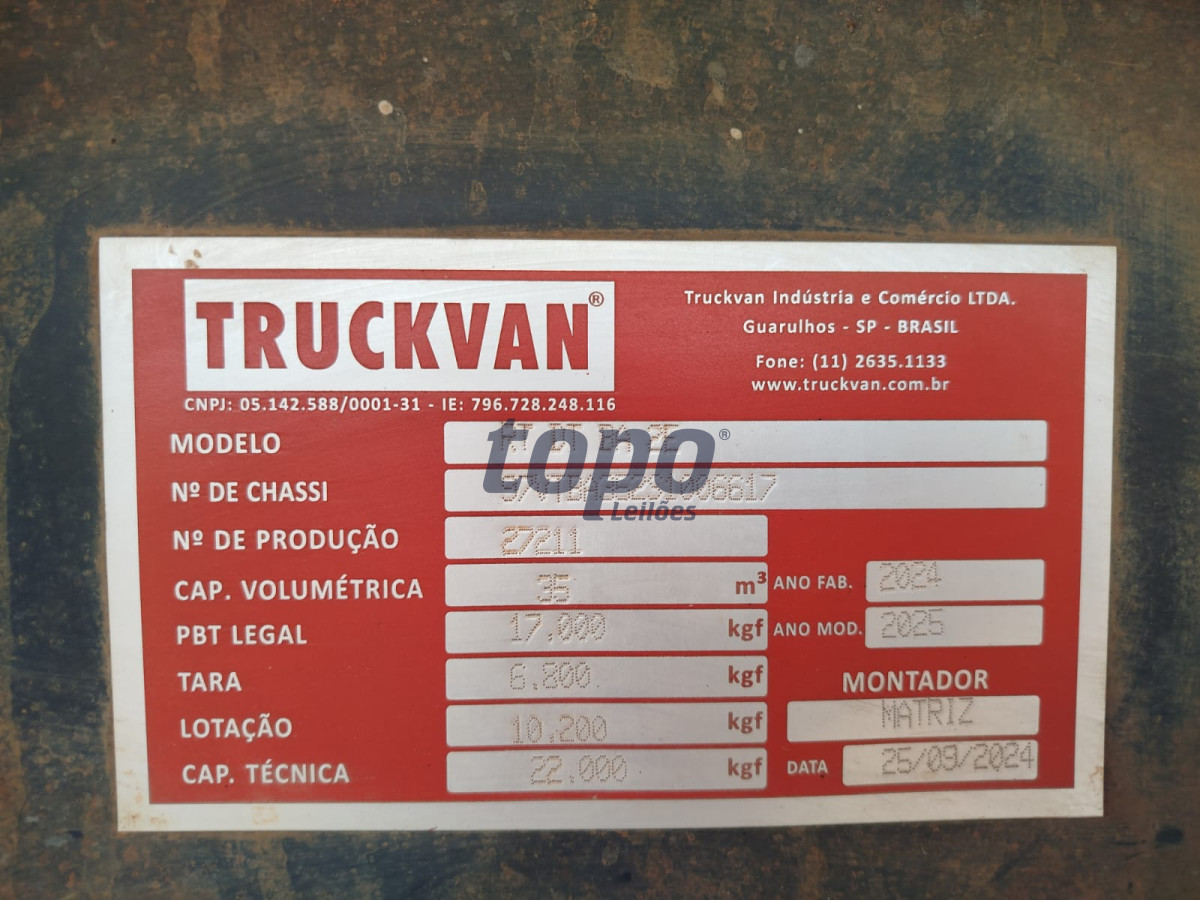 TRUCKVAN®
Truckvan Indústria e Comércio LTDA.
Guarulhos - SP - BRASIL
Fone: (11) 2635.1133
www.truckvan.com.br
CNPJ: 05.142.588/0001-31 - IE: 796.728.248.116
MODELO
topo®
Leilões
Nº DE CHASSI
Nº DE PRODUÇÃO 27211
CAP. VOLUMÉTRICA 35 m³ ANO FAB. 2024
PBT LEGAL 17.000 kgf ANO MOD. 2025
TARA 6.800 kgf
MONTADOR
LOTAÇÃO 10.200 kgf MATRIZ
CAP. TÉCNICA 22.000 kgf DATA 25/09/2024